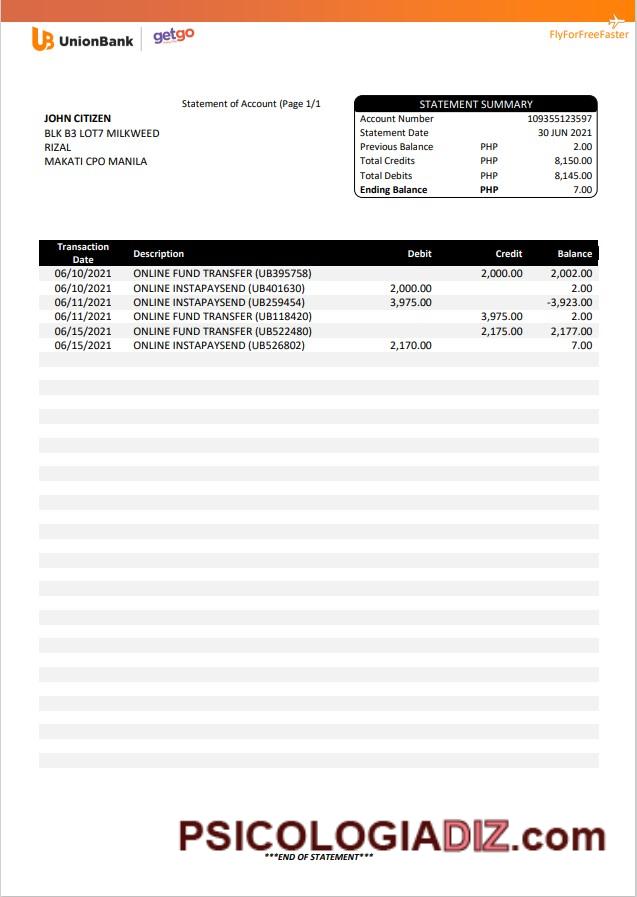 UB UnionBank getgo
FlyForFreeFaster
Statement of Account (Page 1/1
JOHN CITIZEN
BLK B3 LOT7 MILKWEED
RIZAL
MAKATI CPO MANILA
STATEMENT SUMMARY
Account Number 109355123597
Statement Date 30 JUN 2021
Previous Balance PHP 2.00
Total Credits PHP 8,150.00
Total Debits PHP 8,145.00
Ending Balance PHP 7.00
Transaction Date Description Debit Credit Balance
06/10/2021 ONLINE FUND TRANSFER (UB395758) 2,000.00 2,002.00
06/10/2021 ONLINE INSTAPAYSEND (UB401630) 2,000.00 2.00
06/11/2021 ONLINE INSTAPAYSEND (UB259454) 3,975.00 -3,923.00
06/11/2021 ONLINE FUND TRANSFER (UB118420) 3,975.00 2.00
06/15/2021 ONLINE FUND TRANSFER (UB522480) 2,175.00 2,177.00
06/15/2021 ONLINE INSTAPAYSEND (UB526802) 2,170.00 7.00
PSICOLOGIADIZ.com
***END OF STATEMENT***